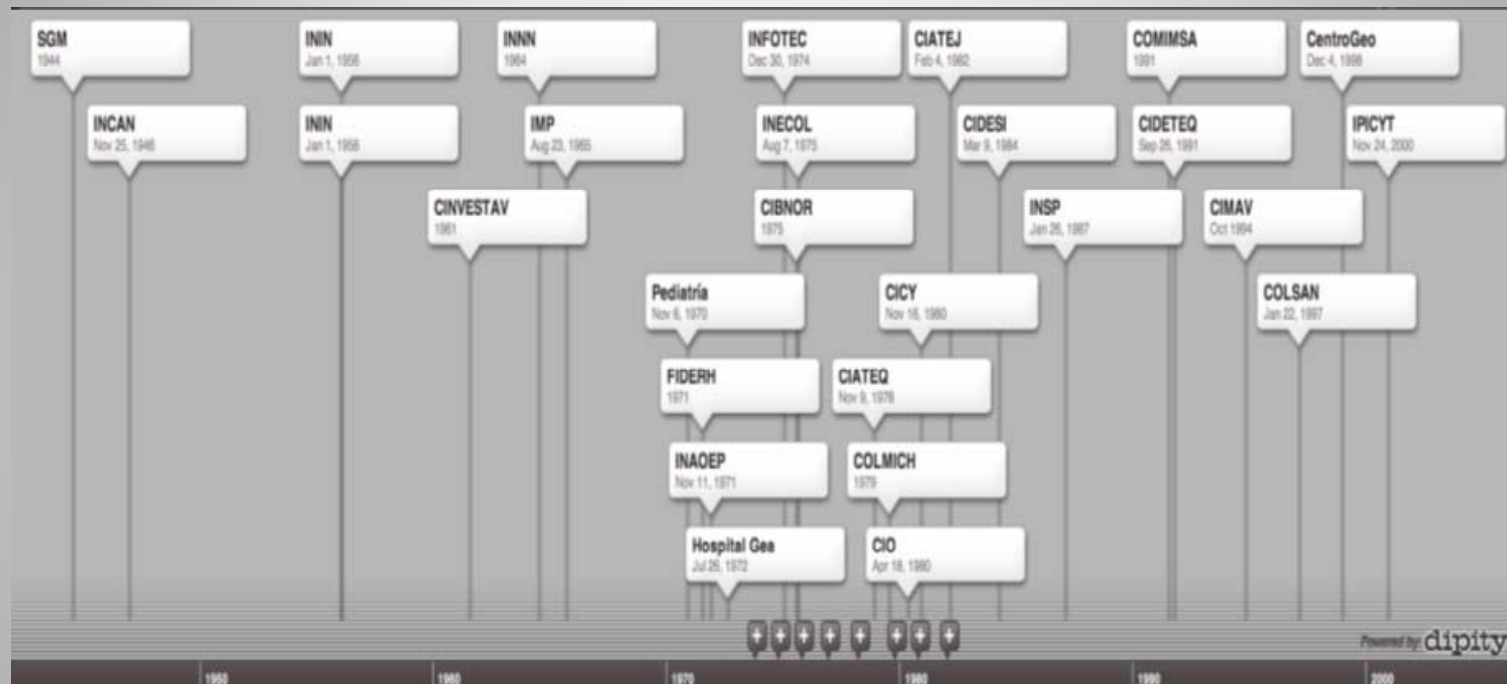 SGM
1944
ININ
Jan 1, 1956
INNN
1964
INFOTEC
Dec 30, 1974
CIATEJ
Feb 4, 1982
COMIMSA
1991
CentroGeo
Dec 4, 1998
INCAN
Nov 25, 1946
ININ
Jan 1, 1956
IMP
Aug 23, 1965
INECOL
Aug 7, 1975
CIDESI
Mar 9, 1984
CIDETEQ
Sep 26, 1991
IPICYT
Nov 24, 2000
CINVESTAV
1961
CIBNOR
1975
INSP
Jan 26, 1987
CIMAV
Oct 1994
Pediatría
Nov 6, 1970
CICY
Nov 16, 1980
COLSAN
Jan 22, 1997
FIDERH
1971
CIATEQ
Nov 9, 1978
INAOEP
Nov 11, 1971
COLMICH
1979
Hospital Gea
Jul 26, 1972
CIO
Apr 18, 1980
Powered by dipity
1950
1960
1970
1980
1990
2000